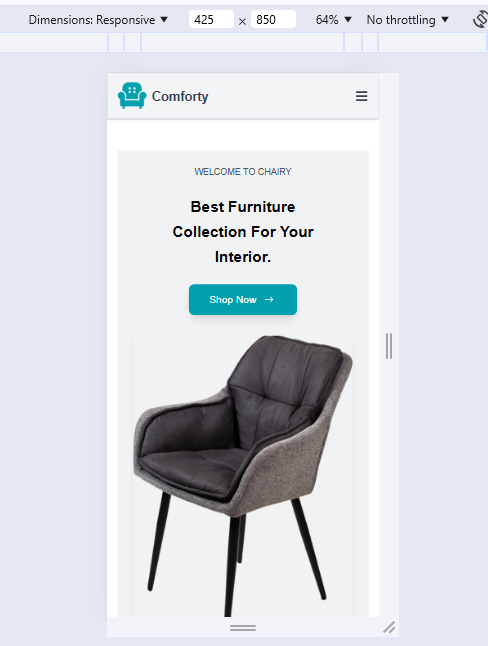 Dimensions: Responsive 425 × 850 64% No throttling
Comforty
WELCOME TO CHAIRY
Best Furniture
Collection For Your
Interior.
Shop Now →